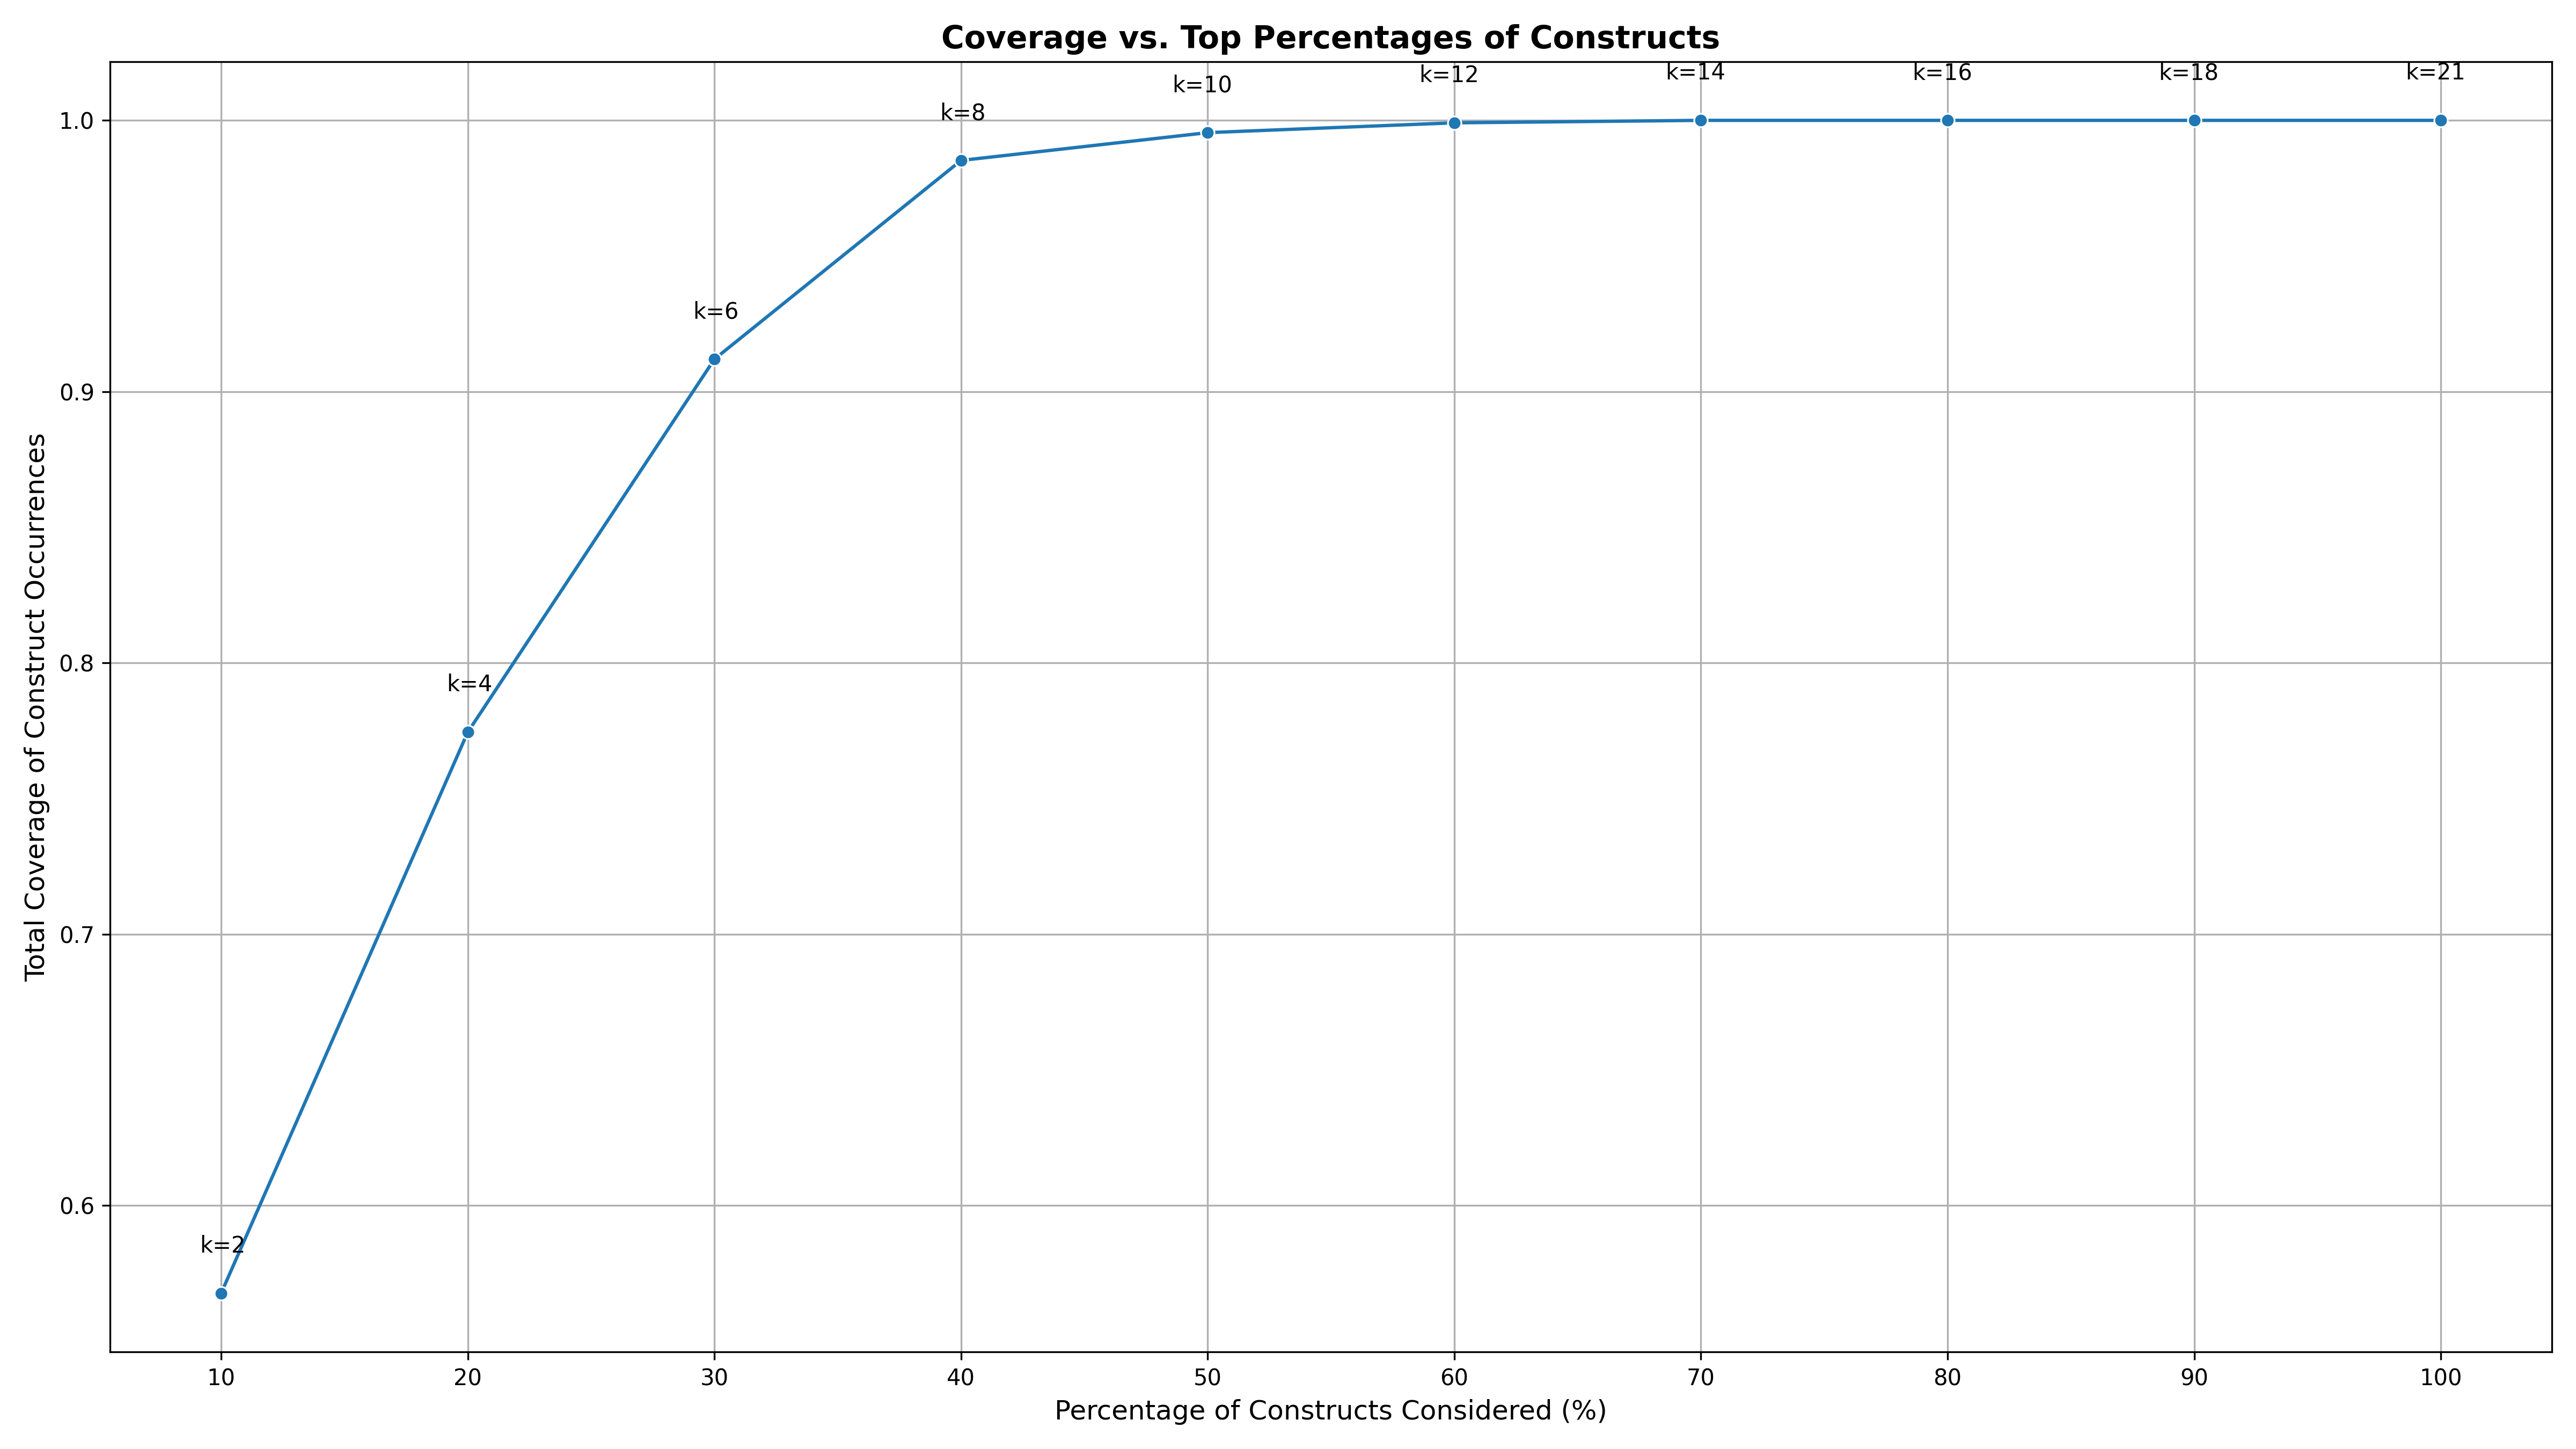 Coverage vs. Top Percentages of Constructs
k=2
k=4
k=6
k=8
k=10
k=12
k=14
k=16
k=18
k=21
1.0
0.9
0.8
0.7
0.6
Total Coverage of Construct Occurrences
10 20 30 40 50 60 70 80 90 100
Percentage of Constructs Considered (%)